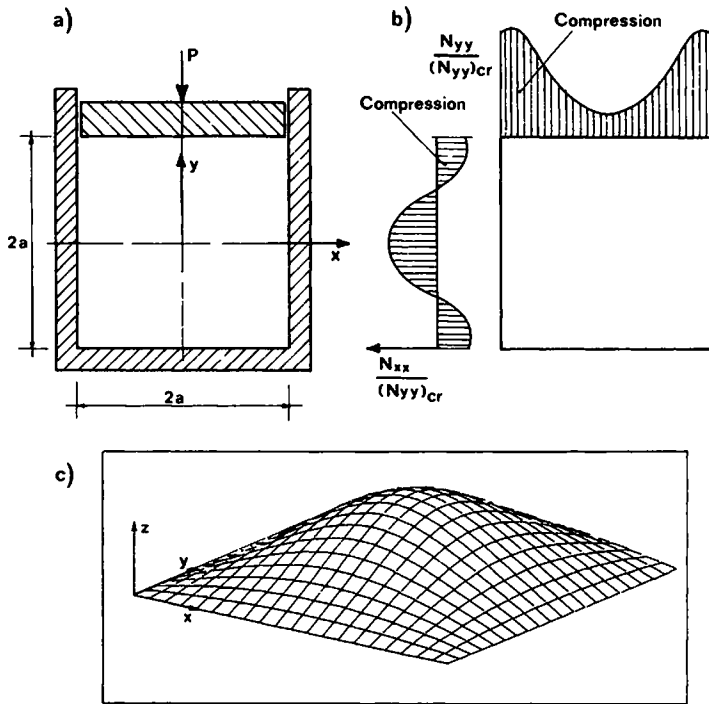 a)
P
y
2a
x
2a
b)
Nyy
(Nyy)cr
Compression
Compression
Nxx
(Nyy)cr
c)
z
y
x